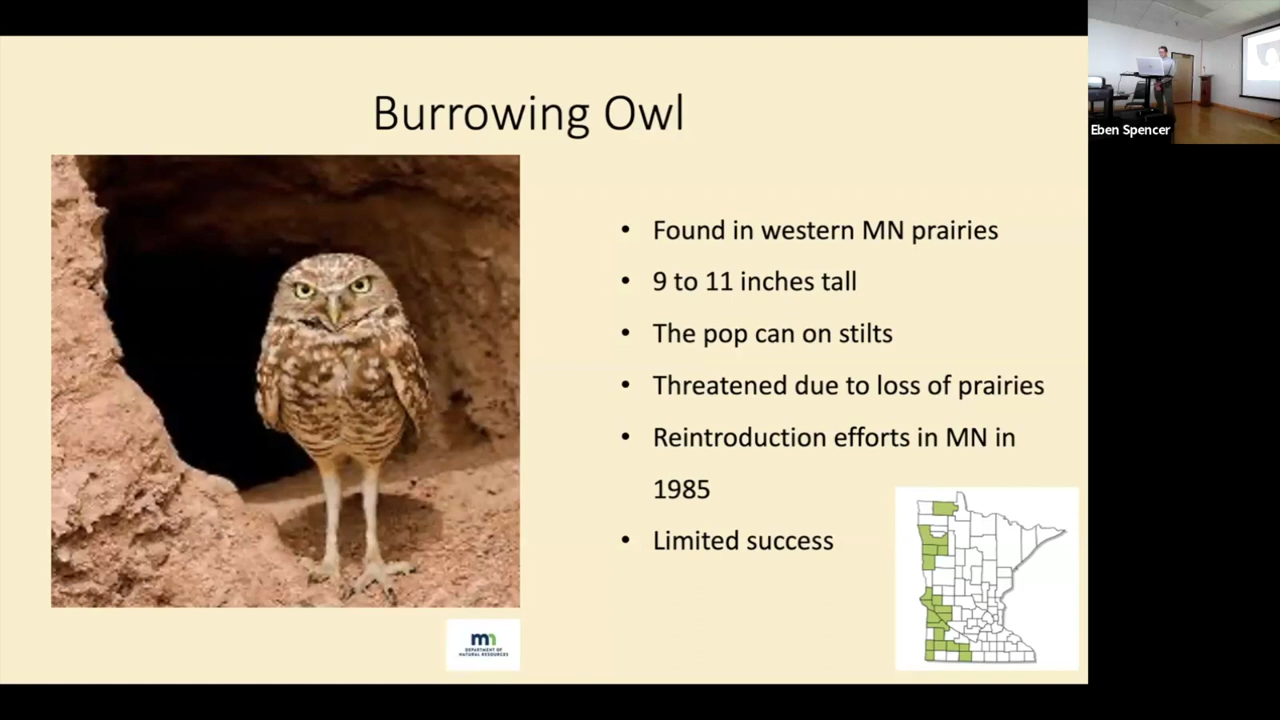 Burrowing Owl
• Found in western MN prairies
• 9 to 11 inches tall
• The pop can on stilts
• Threatened due to loss of prairies
• Reintroduction efforts in MN in
1985
• Limited success
mn
DEPARTMENT OF
NATURAL RESOURCES
Eben Spencer